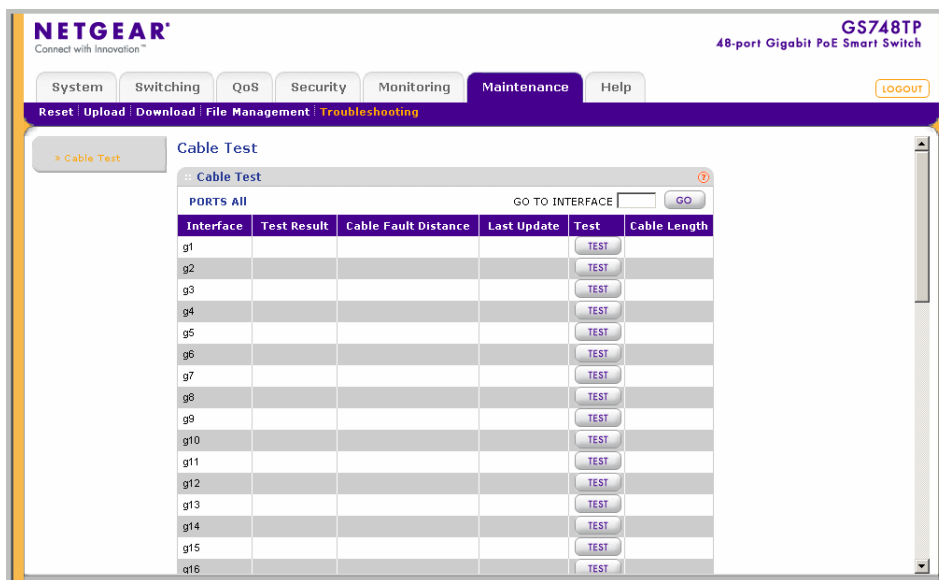 NETGEAR®
Connect with Innovation™
GS748TP
48-port Gigabit PoE Smart Switch
System Switching QoS Security Monitoring Maintenance Help LOGOUT
Reset Upload Download File Management Troubleshooting
» Cable Test
Cable Test
:: Cable Test ?
PORTS All GO TO INTERFACE GO
Interface Test Result Cable Fault Distance Last Update Test Cable Length
g1 TEST
g2 TEST
g3 TEST
g4 TEST
g5 TEST
g6 TEST
g7 TEST
g8 TEST
g9 TEST
g10 TEST
g11 TEST
g12 TEST
g13 TEST
g14 TEST
g15 TEST
g16 TEST